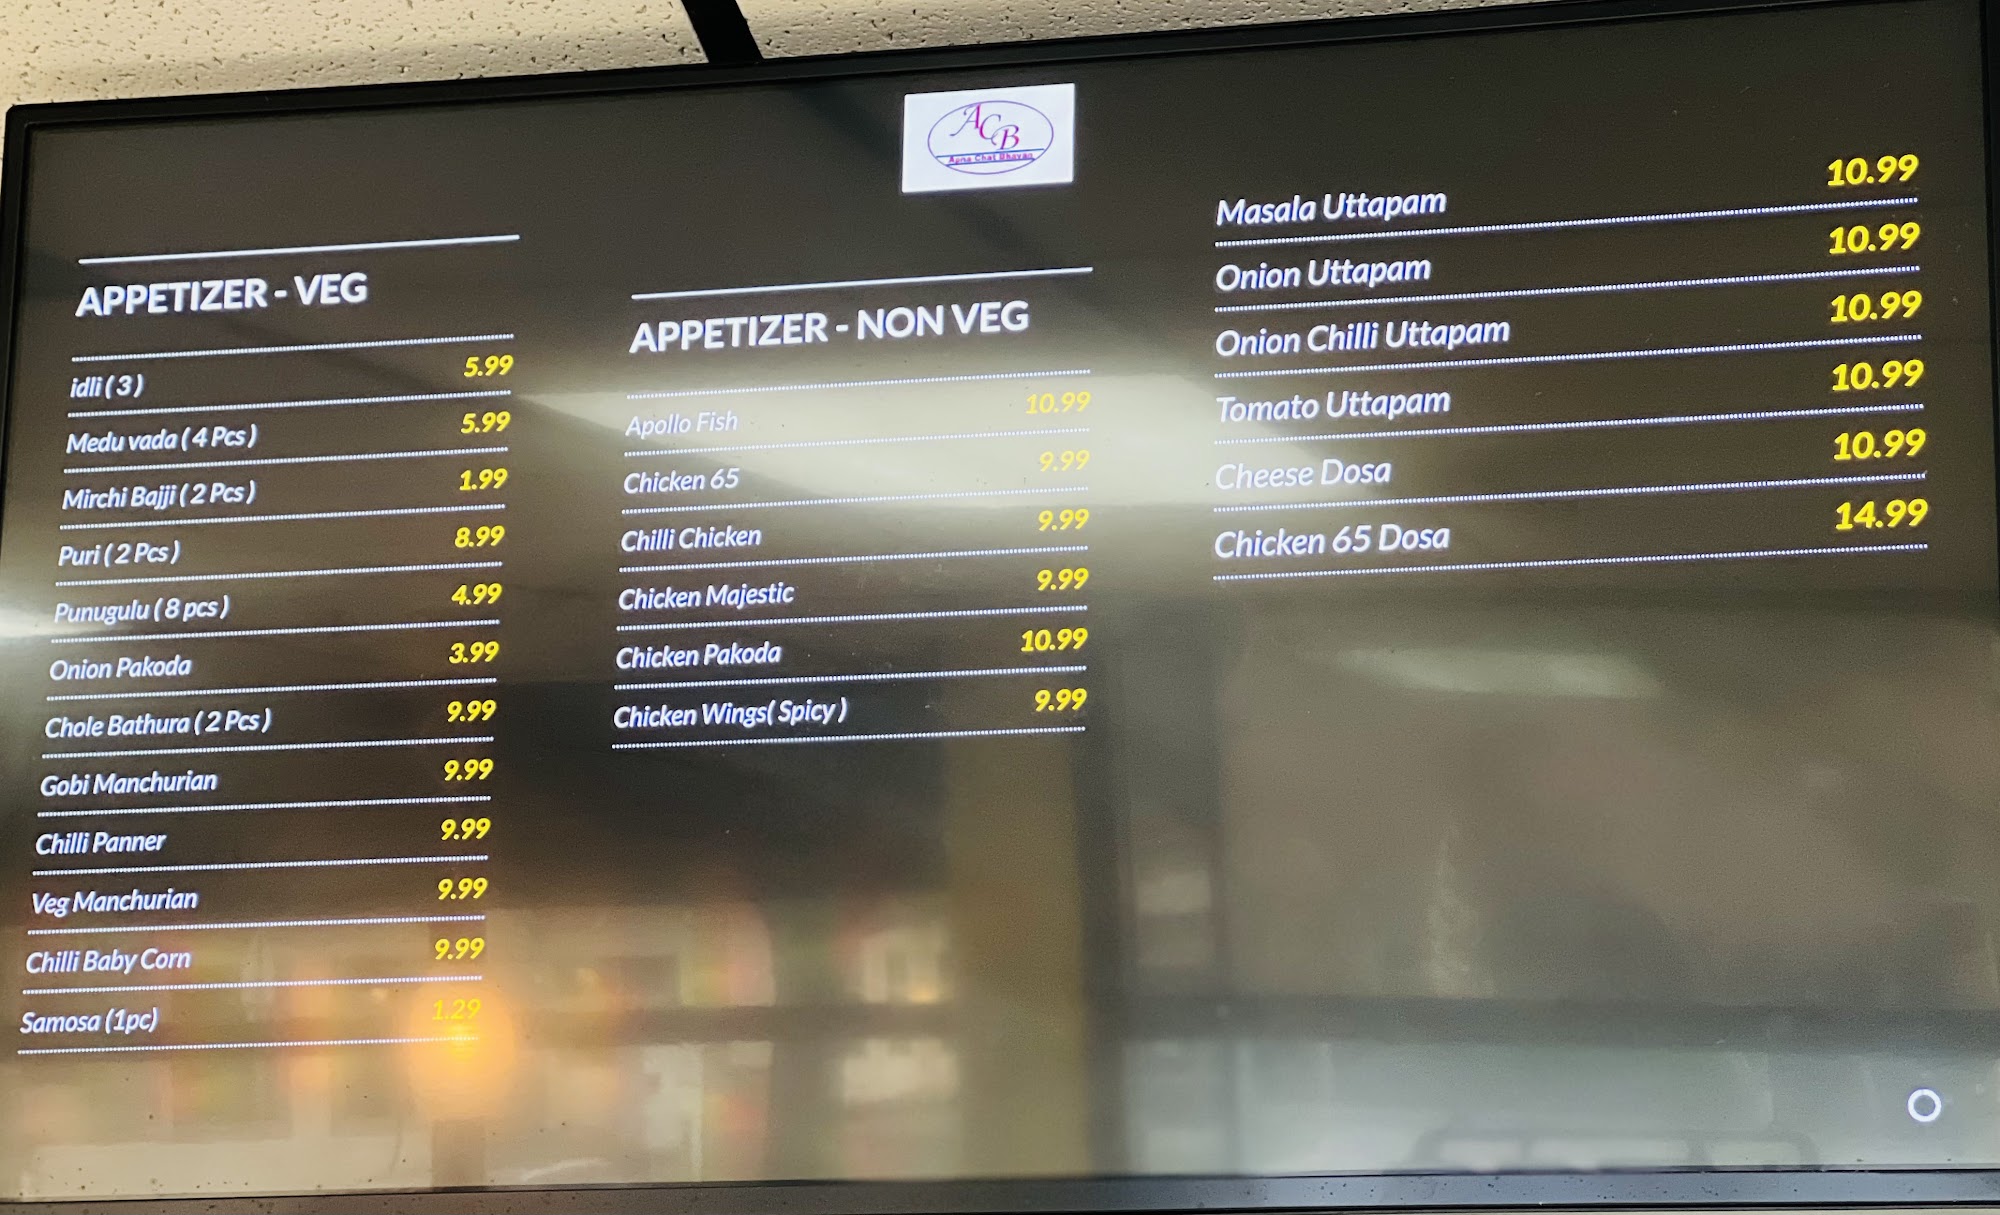 ACB
Apna Chat Bhavan
APPETIZER - VEG
idli ( 3 ) 5.99
Medu vada ( 4 Pcs ) 5.99
Mirchi Bajji ( 2 Pcs ) 1.99
Puri ( 2 Pcs ) 8.99
Punugulu ( 8 pcs ) 4.99
Onion Pakoda 3.99
Chole Bathura ( 2 Pcs ) 9.99
Gobi Manchurian 9.99
Chilli Panner 9.99
Veg Manchurian 9.99
Chilli Baby Corn 9.99
Samosa (1pc) 1.29
APPETIZER - NON VEG
Apollo Fish 10.99
Chicken 65 9.99
Chilli Chicken 9.99
Chicken Majestic 9.99
Chicken Pakoda 10.99
Chicken Wings( Spicy ) 9.99
Masala Uttapam 10.99
Onion Uttapam 10.99
Onion Chilli Uttapam 10.99
Tomato Uttapam 10.99
Cheese Dosa 10.99
Chicken 65 Dosa 14.99